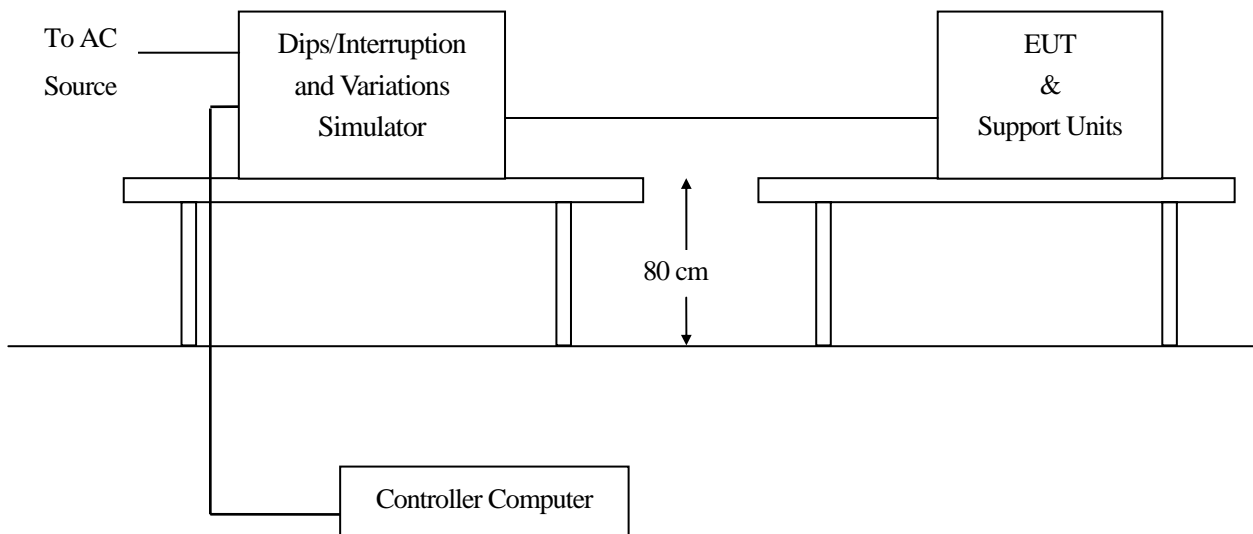 To AC
Source
Dips/Interruption
and Variations
Simulator
EUT
&
Support Units
80 cm
Controller Computer